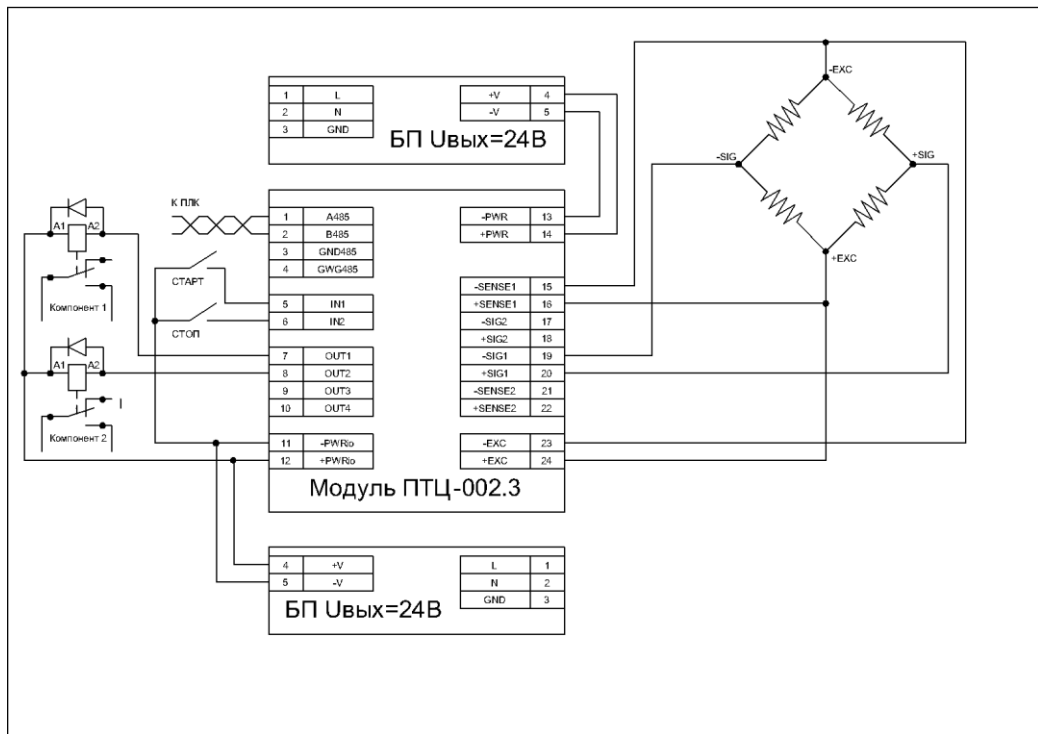 1 L +V 4
2 N -V 5
3 GND
БП Uвых=24В
К ПЛК
1 A485 -PWR 13
2 B485 +PWR 14
3 GND485
4 GWG485
СТАРТ
5 IN1
6 IN2
СТОП
7 OUT1
8 OUT2
9 OUT3
10 OUT4
11 -PWRio
12 +PWRio
-SENSE1 15
+SENSE1 16
-SIG2 17
+SIG2 18
-SIG1 19
+SIG1 20
-SENSE2 21
+SENSE2 22
-EXC 23
+EXC 24
Модуль ПТЦ-002.3
A1 A2
Компонент 1
A1 A2
Компонент 2
-EXC
-SIG +SIG
+EXC
4 +V L 1
5 -V N 2
GND 3
БП Uвых=24В